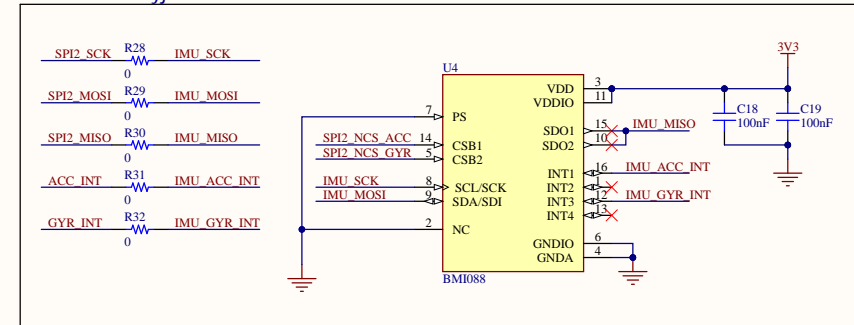 SPI2_SCK R28 IMU_SCK
0
SPI2_MOSI R29 IMU_MOSI
0
SPI2_MISO R30 IMU_MISO
0
ACC_INT R31 IMU_ACC_INT
0
GYR_INT R32 IMU_GYR_INT
0
U4
7 PS
SPI2_NCS_ACC 14 CSB1
SPI2_NCS_GYR 5 CSB2
IMU_SCK 8 SCL/SCK
IMU_MOSI 9 SDA/SDI
2 NC
VDD 3
VDDIO 11
SDO1 15 IMU_MISO
SDO2 10
INT1 16 IMU_ACC_INT
INT2 1
INT3 12 IMU_GYR_INT
INT4 13
GNDIO 6
GNDA 4
BMI088
3V3
C18
100nF
C19
100nF